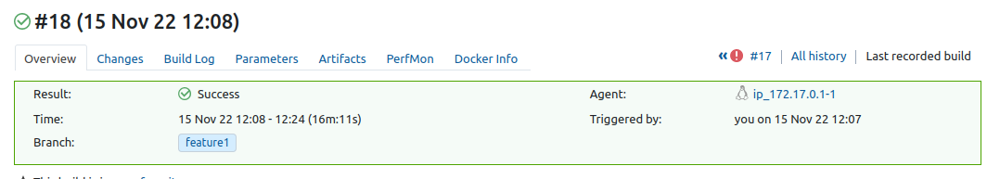 #18 (15 Nov 22 12:08)
Overview Changes Build Log Parameters Artifacts PerfMon Docker Info « #17 All history Last recorded build
Result: Success Agent: ip_172.17.0.1-1
Time: 15 Nov 22 12:08 - 12:24 (16m:11s) Triggered by: you on 15 Nov 22 12:07
Branch: feature1